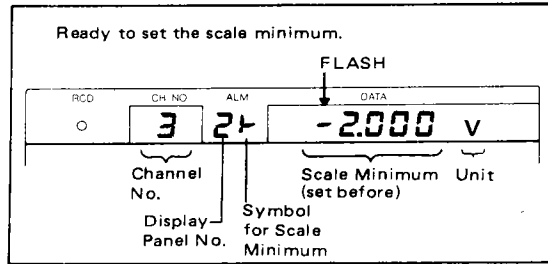 Ready to set the scale minimum.
FLASH
RCD CH NO ALM DATA
3 2 -2.000 V
Channel No. Scale Minimum (set before) Unit
Display Panel No. Symbol for Scale Minimum